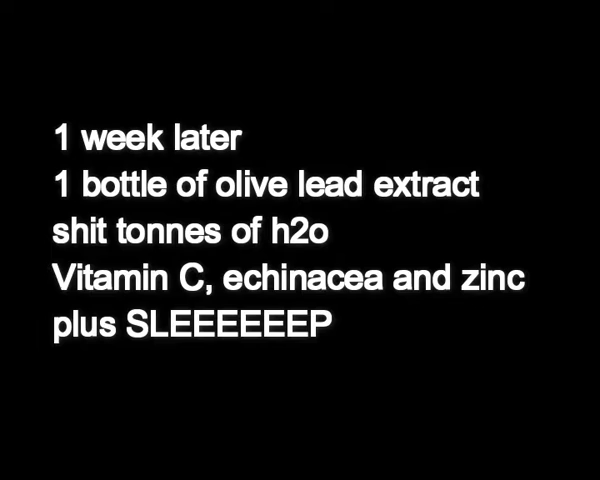 1 week later
1 bottle of olive lead extract
shit tonnes of h2o
Vitamin C, echinacea and zinc
plus SLEEEEEEP